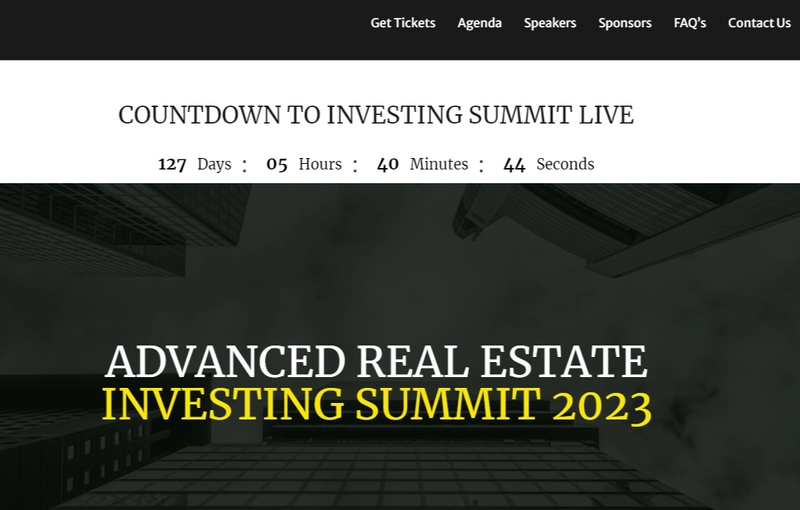 Get Tickets Agenda Speakers Sponsors FAQ's Contact Us
COUNTDOWN TO INVESTING SUMMIT LIVE
127 Days : 05 Hours : 40 Minutes : 44 Seconds
ADVANCED REAL ESTATE
INVESTING SUMMIT 2023